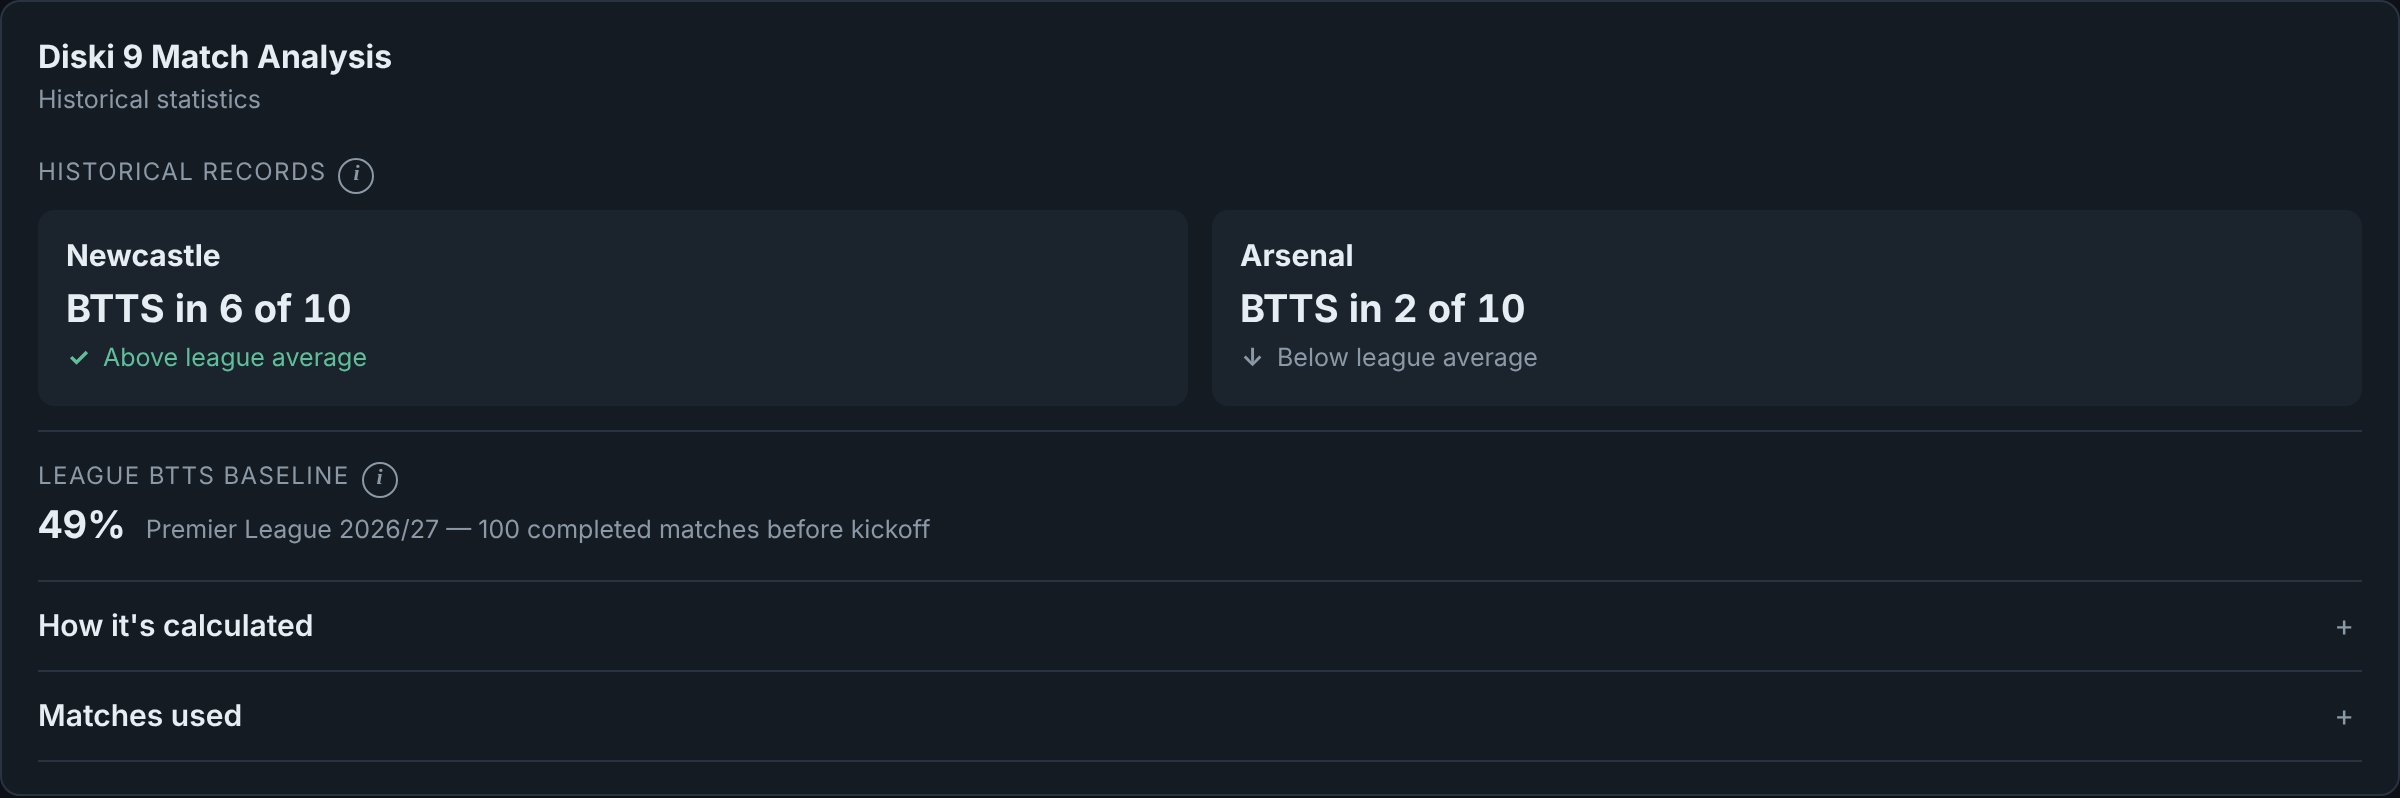 Diski 9 Match Analysis
Historical statistics
HISTORICAL RECORDS i
Newcastle
BTTS in 6 of 10
✓ Above league average
Arsenal
BTTS in 2 of 10
↓ Below league average
LEAGUE BTTS BASELINE i
49% Premier League 2026/27 — 100 completed matches before kickoff
How it's calculated +
Matches used +